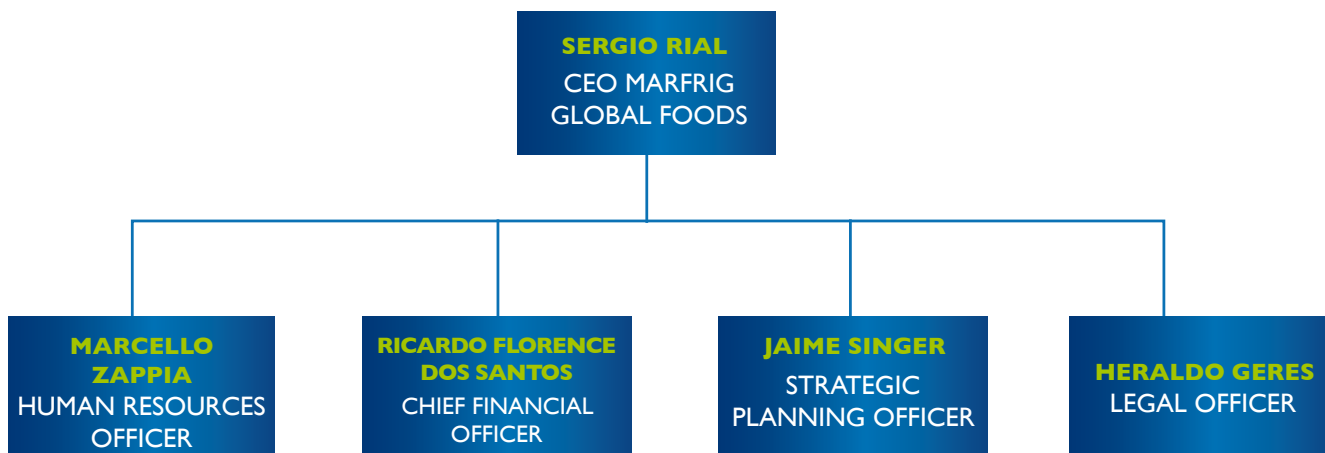 SERGIO RIAL
CEO MARFRIG
GLOBAL FOODS
MARCELLO
ZAPPIA
HUMAN RESOURCES
OFFICER
RICARDO FLORENCE
DOS SANTOS
CHIEF FINANCIAL
OFFICER
JAIME SINGER
STRATEGIC
PLANNING OFFICER
HERALDO GERES
LEGAL OFFICER